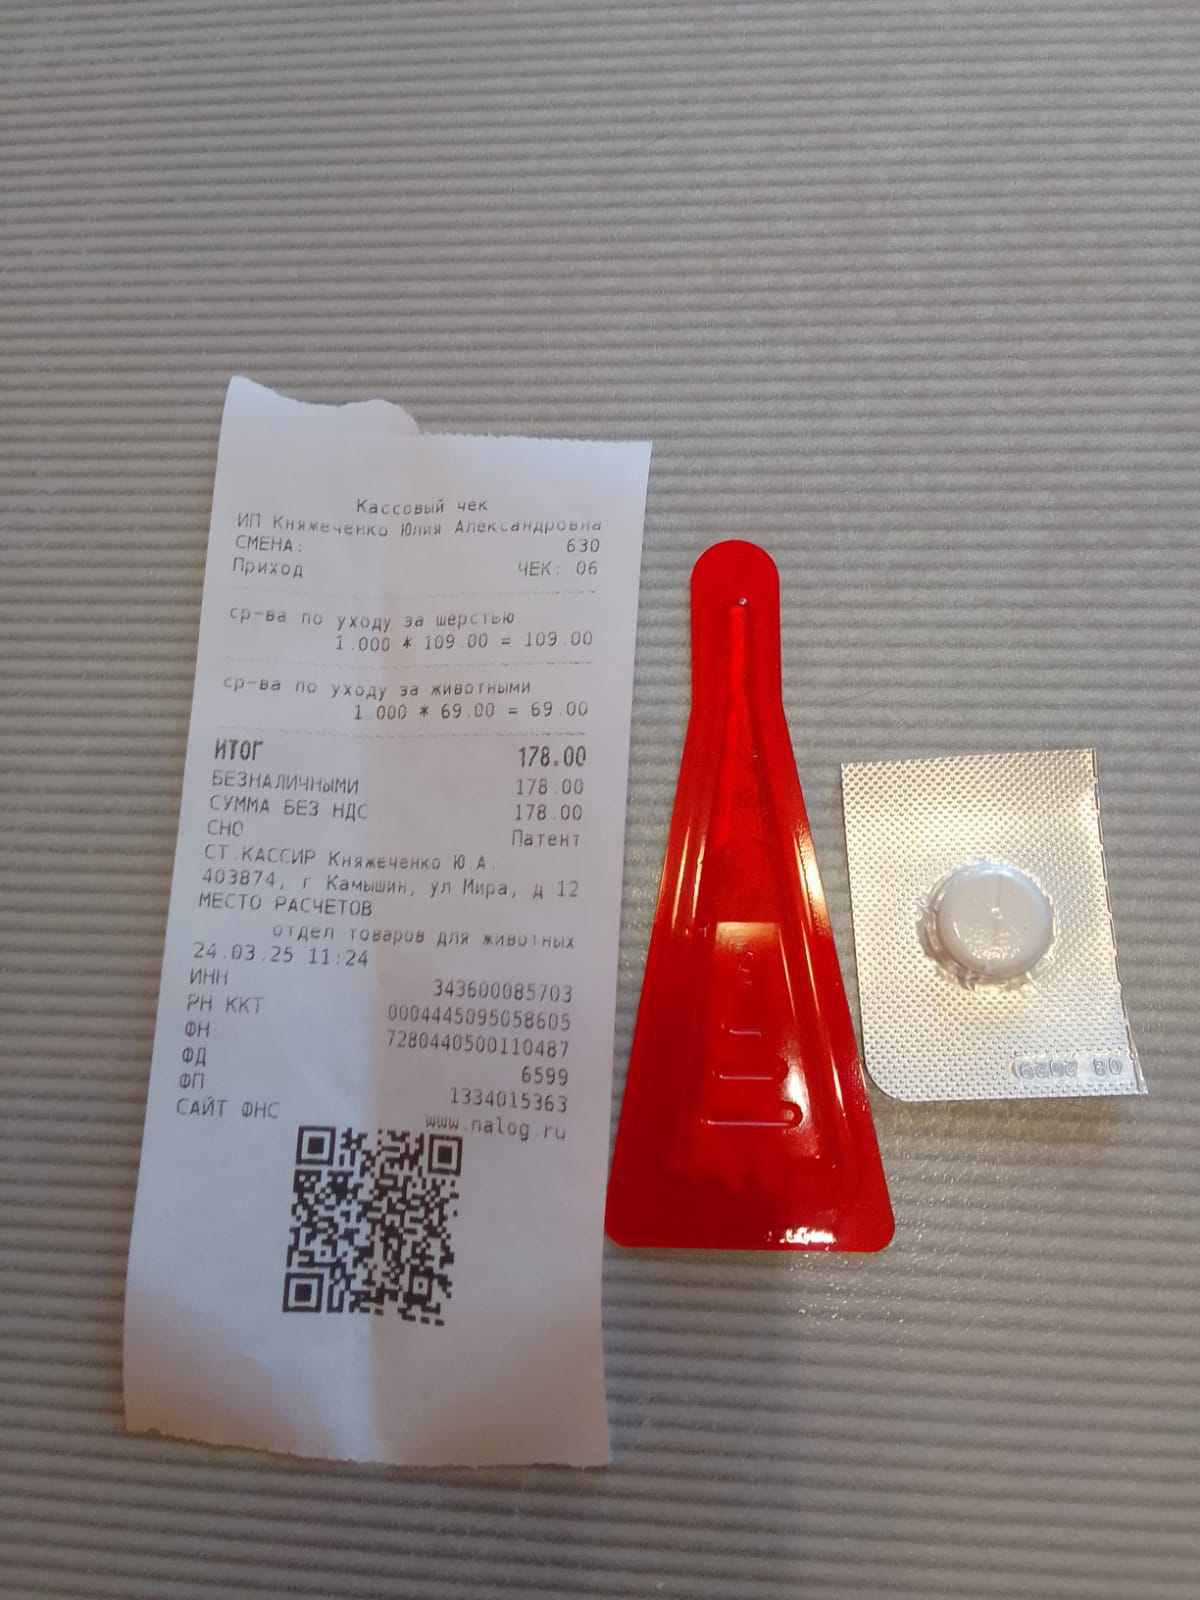 Кассовый чек
ИП Княжеченко Юлия Александровна
СМЕНА: 630
Приход ЧЕК: 06
ср-ва по уходу за шерстью
1.000 * 109.00 = 109.00
ср-ва по уходу за животными
1.000 * 69.00 = 69.00
ИТОГ 178.00
БЕЗНАЛИЧНЫМИ 178.00
СУММА БЕЗ НДС 178.00
СНО Патент
СТ.КАССИР Княжеченко Ю.А.
403874, г Камышин, ул Мира, д 12
МЕСТО РАСЧЕТОВ
отдел товаров для животных
24.03.25 11:24
ИНН 343600085703
РН ККТ 0004445095058605
ФН 7280440500110487
ФД 6599
ФП 1334015363
САЙТ ФНС www.nalog.ru
08 2029